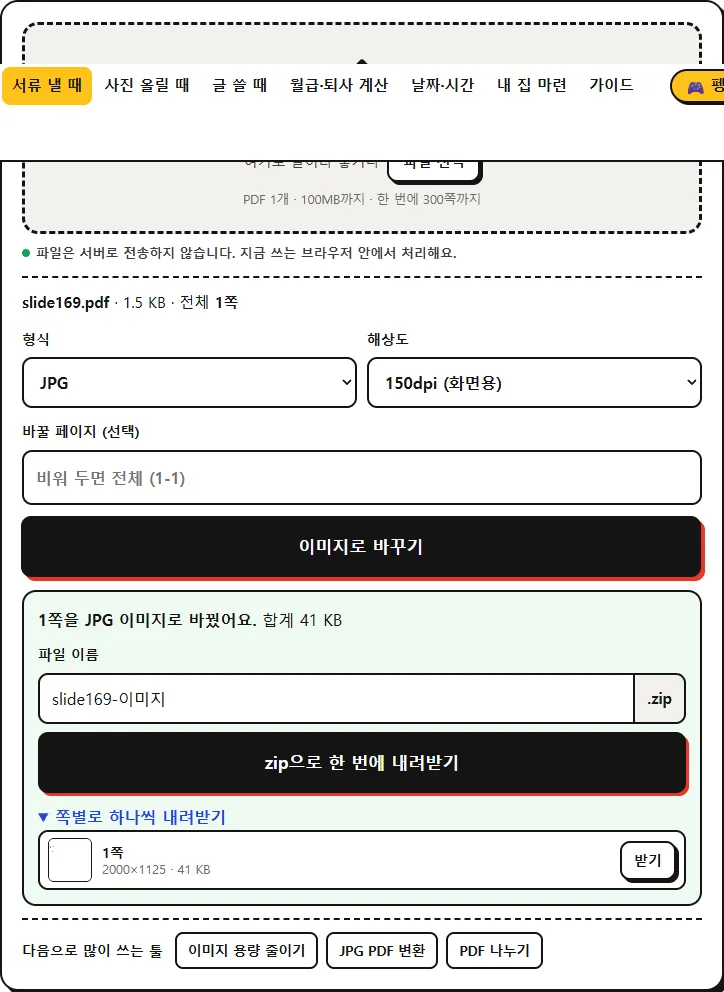 서류 낼 때 사진 올릴 때 글 쓸 때 월급·퇴사 계산 날짜·시간 내 집 마련 가이드
PDF 1개 · 100MB까지 · 한 번에 300쪽까지
파일은 서버로 전송하지 않습니다. 지금 쓰는 브라우저 안에서 처리해요.
slide169.pdf · 1.5 KB · 전체 1쪽
형식 해상도
JPG 150dpi (화면용)
바꿀 페이지 (선택)
비워 두면 전체 (1-1)
이미지로 바꾸기
1쪽을 JPG 이미지로 바꿨어요. 합계 41 KB
파일 이름
slide169-이미지 .zip
zip으로 한 번에 내려받기
▼ 쪽별로 하나씩 내려받기
1쪽
2000×1125 · 41 KB
받기
다음으로 많이 쓰는 툴 이미지 용량 줄이기 JPG PDF 변환 PDF 나누기